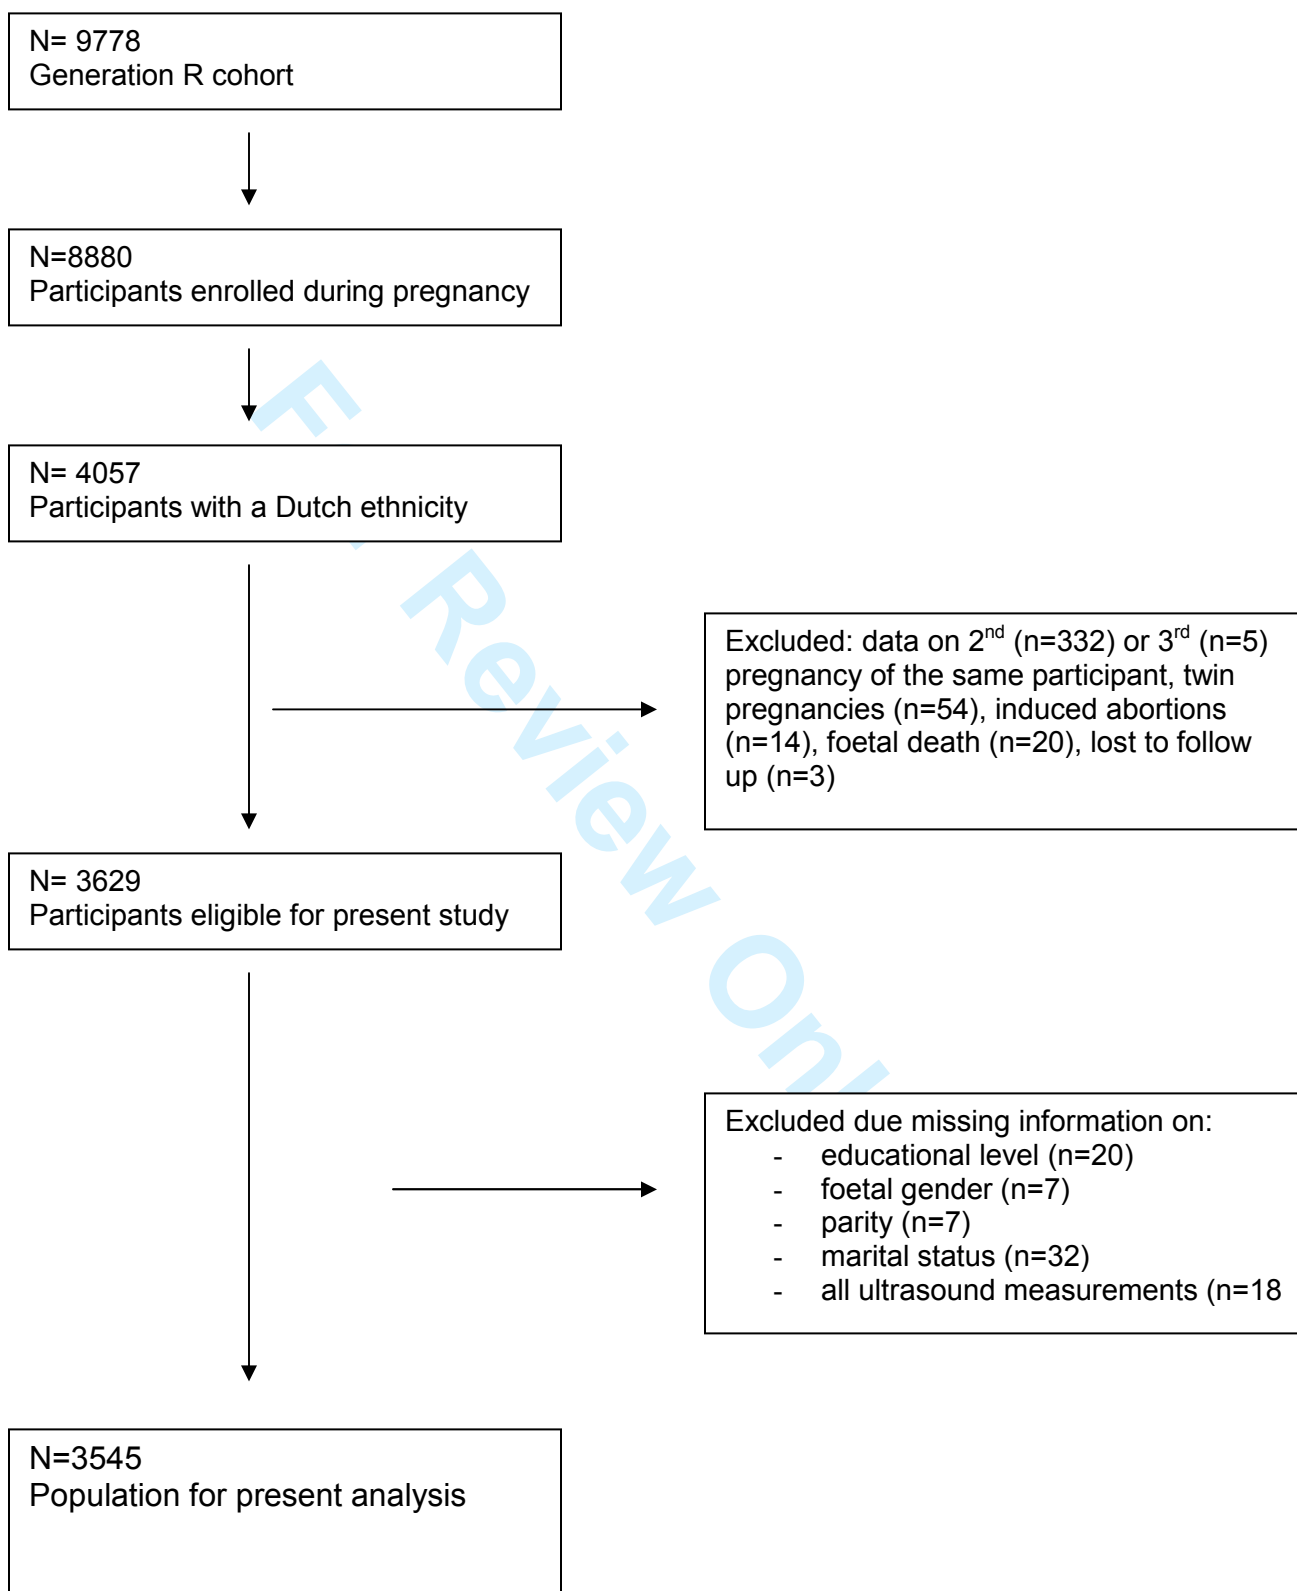 N= 9778
Generation R cohort
N=8880
Participants enrolled during pregnancy
N= 4057
Participants with a Dutch ethnicity
Excluded: data on 2nd (n=332) or 3rd (n=5)
pregnancy of the same participant, twin
pregnancies (n=54), induced abortions
(n=14), foetal death (n=20), lost to follow
up (n=3)
N= 3629
Participants eligible for present study
Excluded due missing information on:
- educational level (n=20)
- foetal gender (n=7)
- parity (n=7)
- marital status (n=32)
- all ultrasound measurements (n=18
N=3545
Population for present analysis
Review